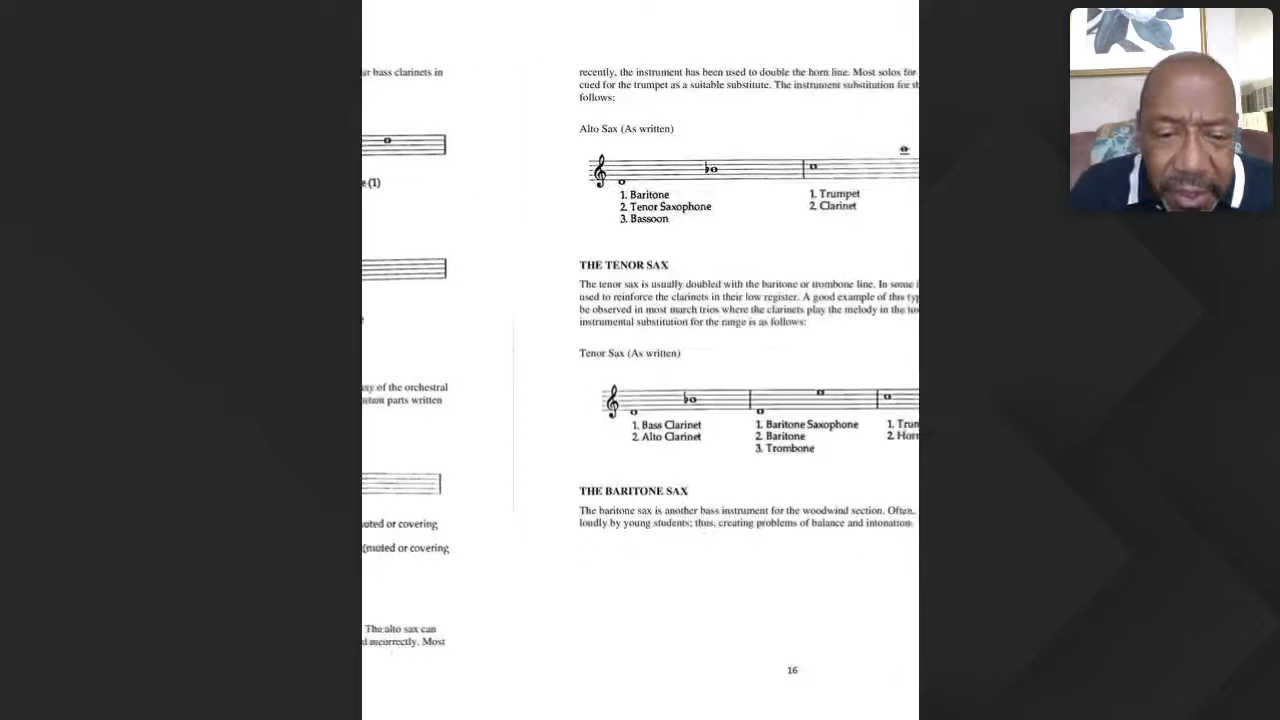 er bass clarinets in
e (1)
ny of the orchestral
parts written
uted or covering
(muted or covering
The alto sax can
d incorrectly. Most
recently, the instrument has been used to double the horn line. Most solos for
cued for the trumpet as a suitable substitute. The instrument substitution for
follows:
Alto Sax (As written)
1. Baritone
2. Tenor Saxophone
3. Bassoon
1. Trumpet
2. Clarinet
THE TENOR SAX
The tenor sax is usually doubled with the baritone or trombone line. In some
used to reinforce the clarinets in their low register. A good example of this
be observed in most march trios where the clarinets play the melody in the
instrumental substitution for the range is as follows:
Tenor Sax (As written)
1. Bass Clarinet
2. Alto Clarinet
1. Baritone Saxophone
2. Baritone
3. Trombone
1. Trum
2. Horn
THE BARITONE SAX
The baritone sax is another bass instrument for the woodwind section. Often,
loudly by young students; thus, creating problems of balance and intonation.
16